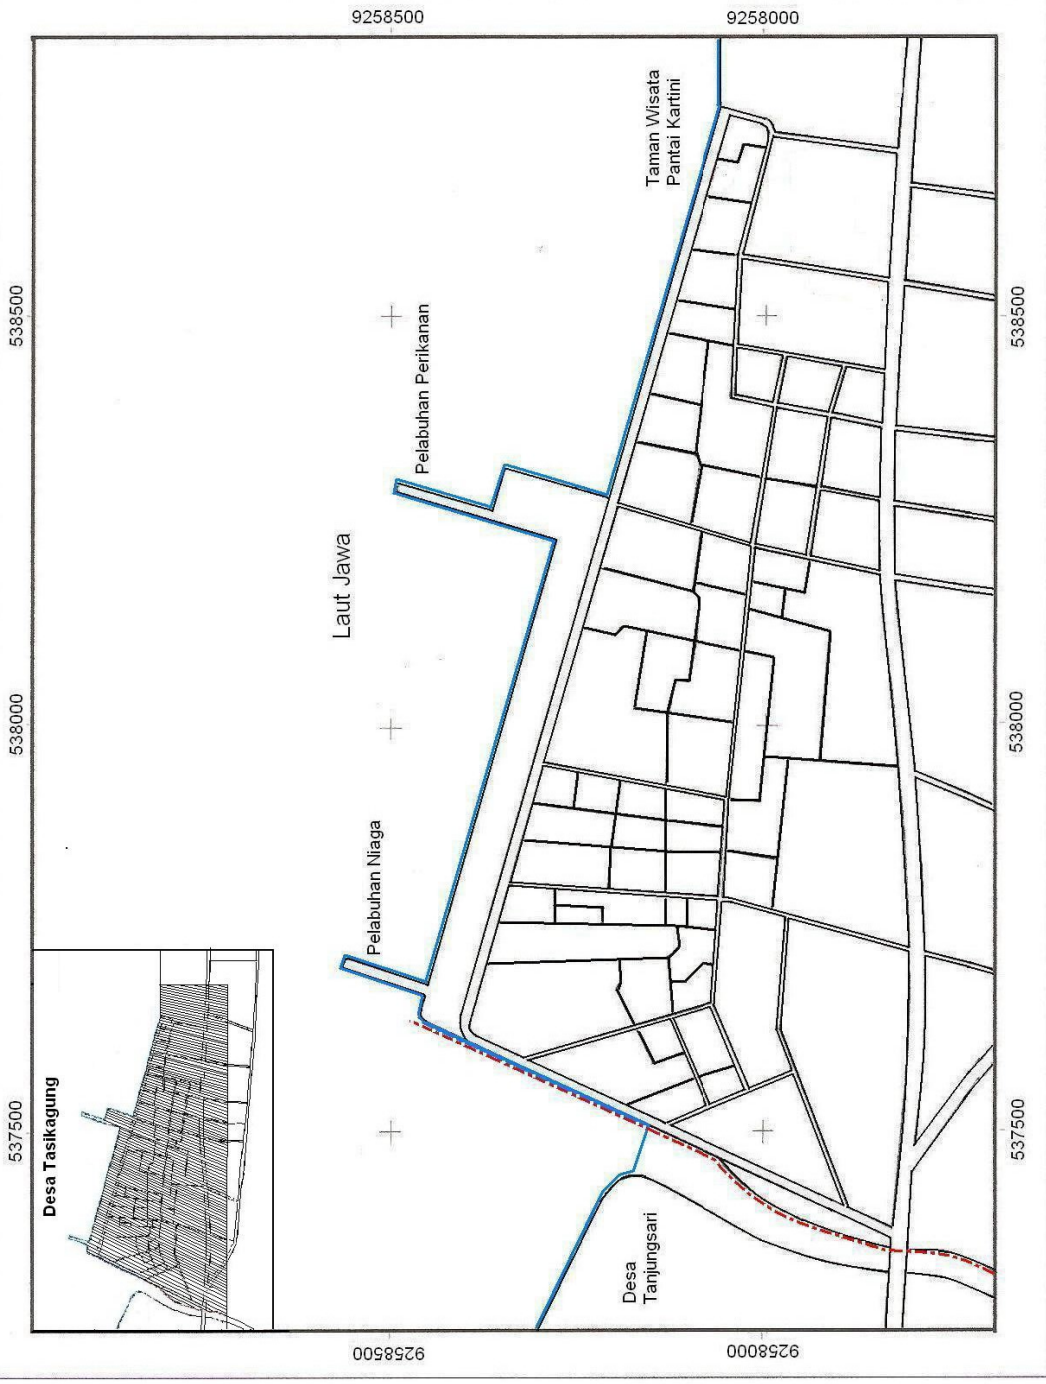 9258500
9258000
Taman Wisata
Pantai Kartini
538500
538500
Pelabuhan Perikanan
Laut Jawa
538000
538000
Pelabuhan Niaga
Desa Tasikagung
537500
537500
Desa
Tanjungsari
9258500
9258000